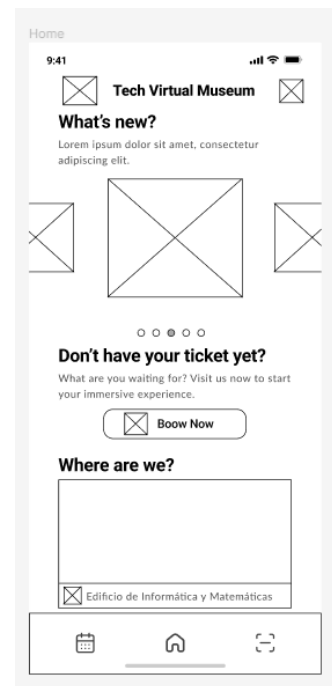 Home
9:41
Tech Virtual Museum
What's new?
Lorem ipsum dolor sit amet, consectetur
adipiscing elit.
Don't have your ticket yet?
What are you waiting for? Visit us now to start
your immersive experience.
Boow Now
Where are we?
Edificio de Informática y Matemáticas